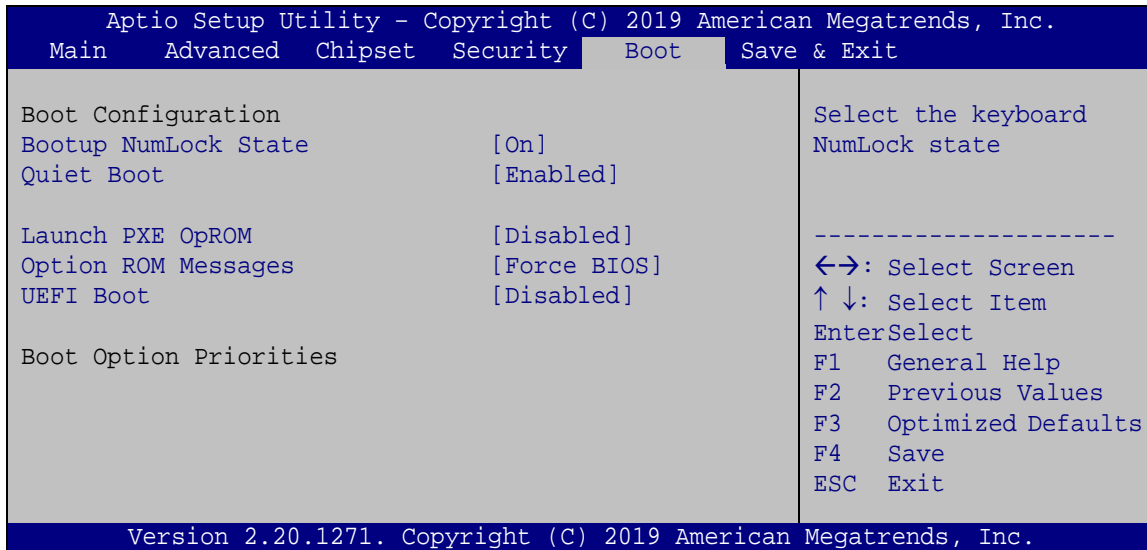 Aptio Setup Utility – Copyright (C) 2019 American Megatrends, Inc.
Main Advanced Chipset Security Boot Save & Exit
Boot Configuration
Bootup NumLock State [On]
Quiet Boot [Enabled]
Launch PXE OpROM [Disabled]
Option ROM Messages [Force BIOS]
UEFI Boot [Disabled]
Boot Option Priorities
Select the keyboard
NumLock state
---------------------
←→: Select Screen
↑ ↓: Select Item
EnterSelect
F1 General Help
F2 Previous Values
F3 Optimized Defaults
F4 Save
ESC Exit
Version 2.20.1271. Copyright (C) 2019 American Megatrends, Inc.